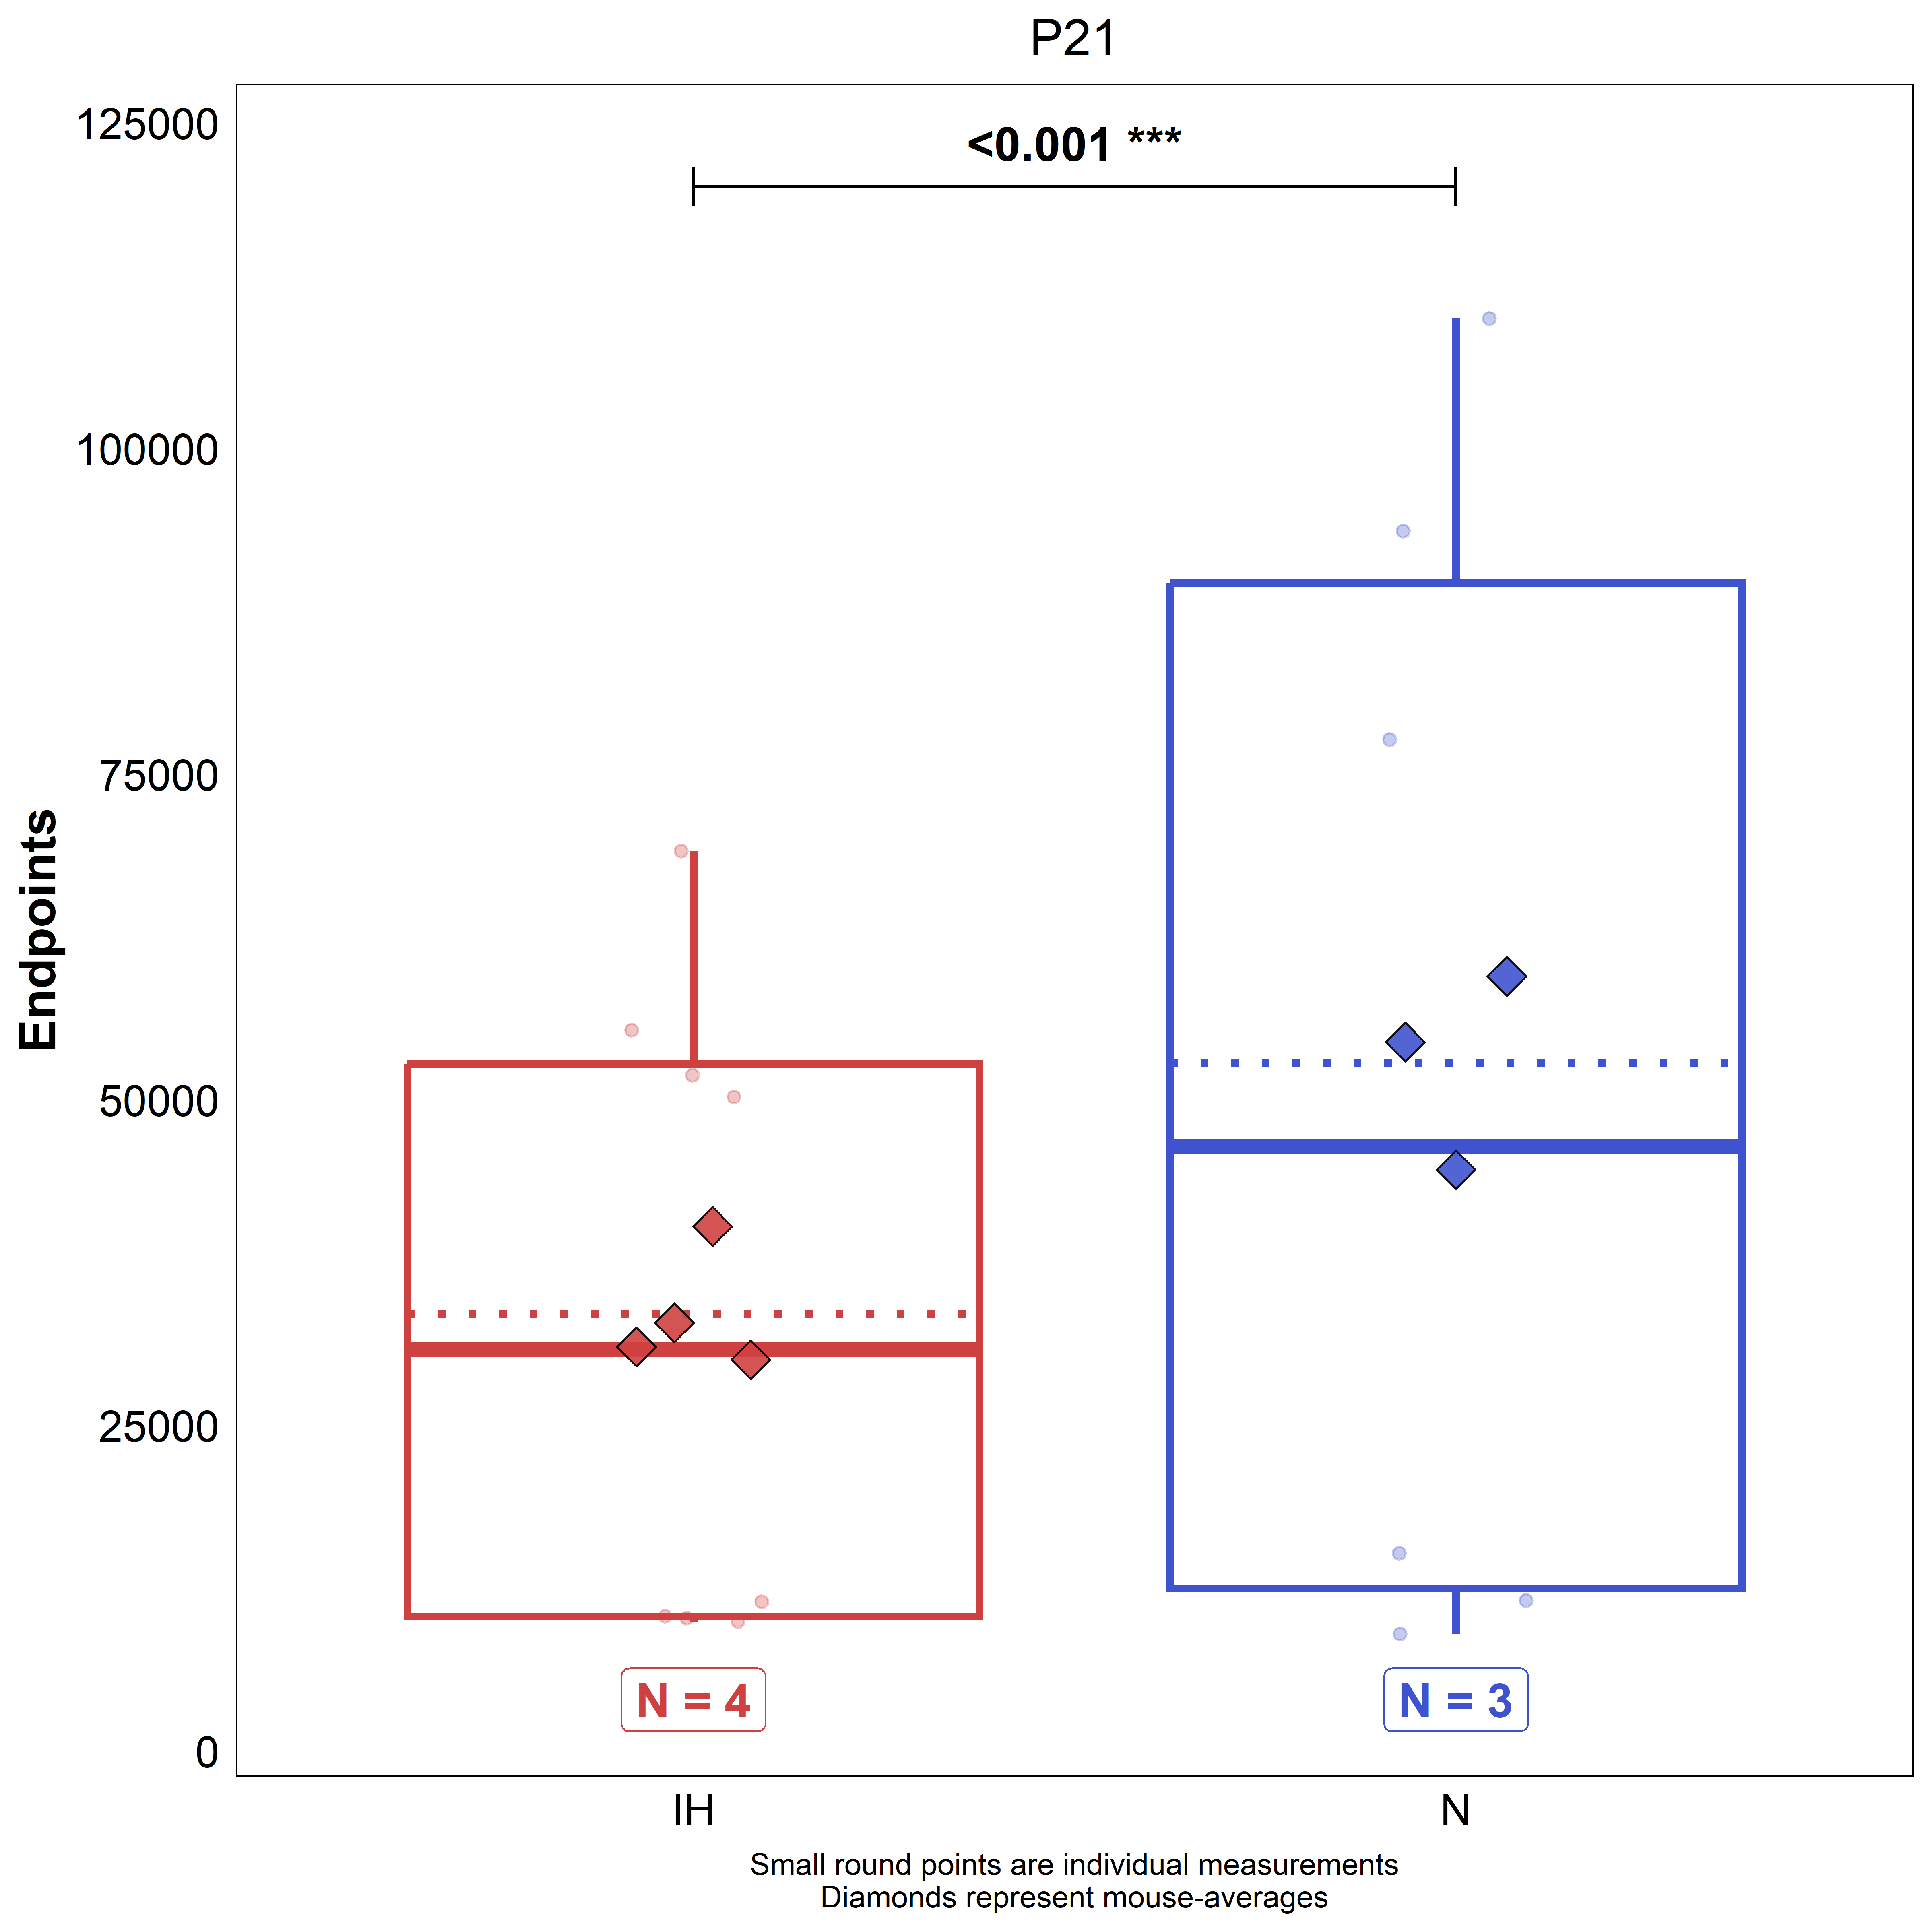 P21
<0.001 ***
125000
100000
75000
50000
25000
0
Endpoints
N = 4
N = 3
IH
N
Small round points are individual measurements
Diamonds represent mouse-averages